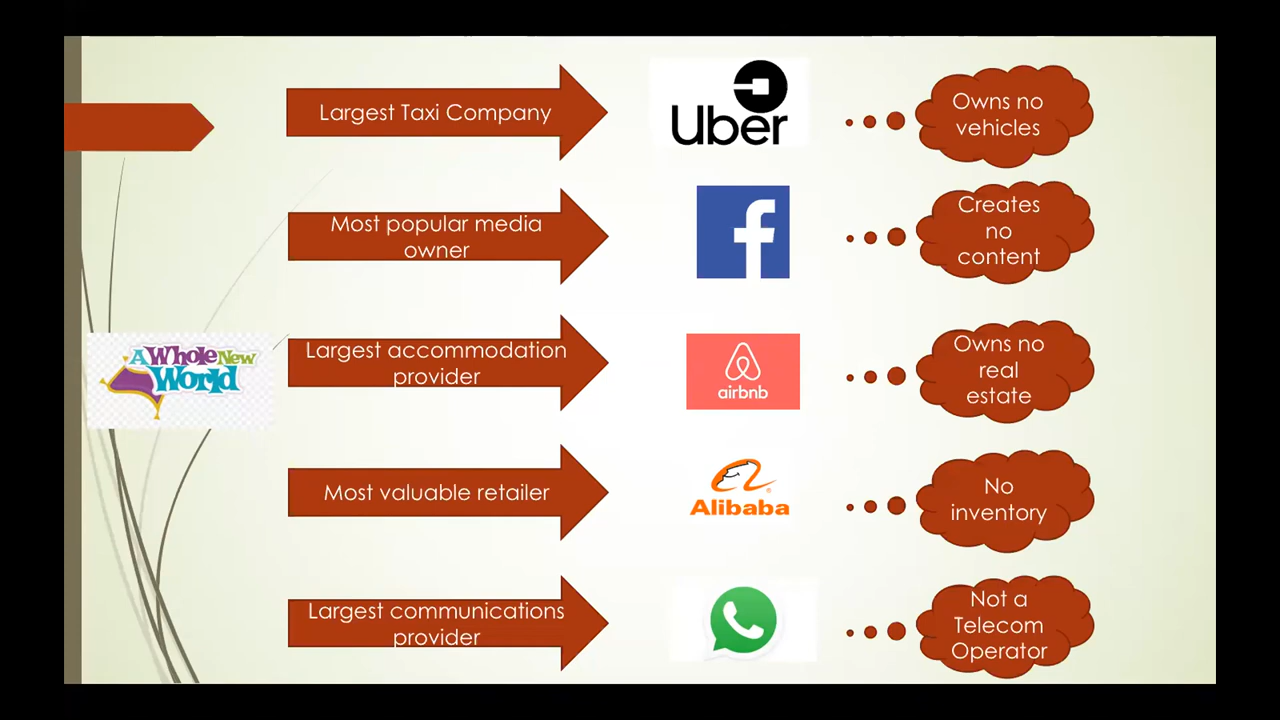 Largest Taxi Company
Uber
Owns no
vehicles
Most popular media
owner
f
Creates
no
content
A Whole New
World
Largest accommodation
provider
airbnb
Owns no
real
estate
Most valuable retailer
Alibaba
®
No
inventory
Largest communications
provider
Not a
Telecom
Operator